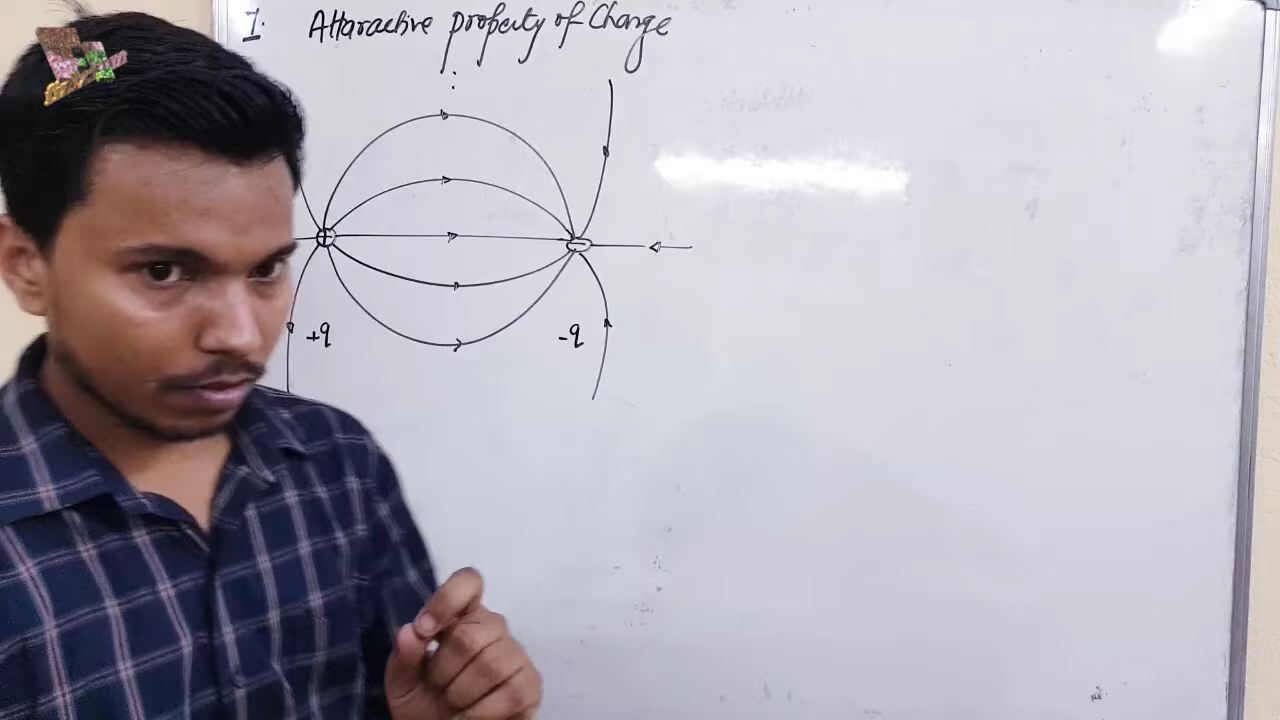 1. Attaractive property of Charge
+
-
+q
-q